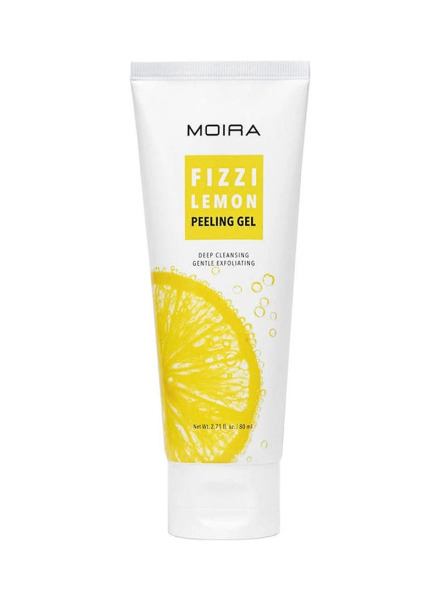 MOIRA
FIZZI
LEMON
PEELING GEL
DEEP CLEANSING
GENTLE EXFOLIATING
Net Wt. 2.71 fl. oz. / 80 ml